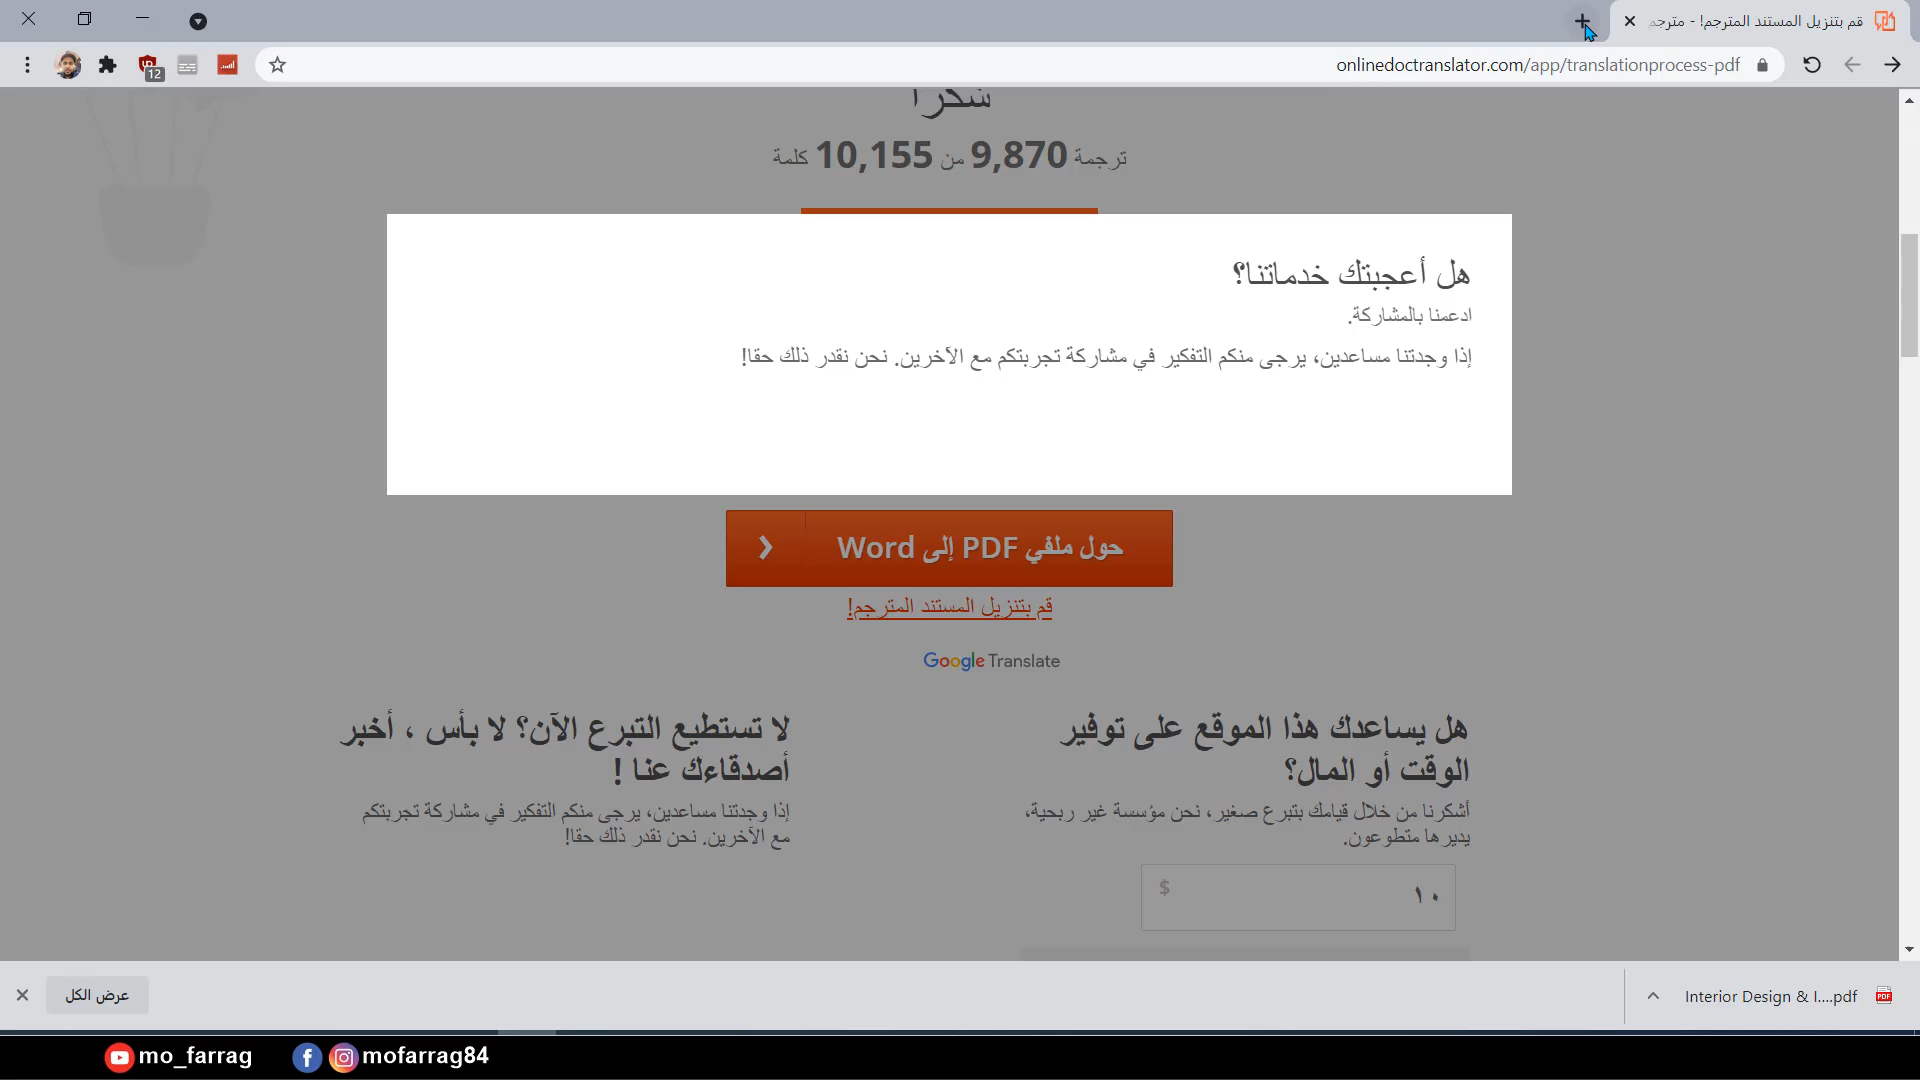 قم بتنزيل المستند المترجم! - مترجم
onlinedoctranslator.com/app/translationprocess-pdf
12
شكرا
ترجمة 9,870 من 10,155 كلمة
هل أعجبتك خدماتنا؟
ادعمنا بالمشاركة.
إذا وجدتنا مساعدين، يرجى منكم التفكير في مشاركة تجربتكم مع الآخرين. نحن نقدر ذلك حقا!
حول ملفي PDF إلى Word
قم بتنزيل المستند المترجم!
Google Translate
هل يساعدك هذا الموقع على توفير
الوقت أو المال؟
أشكرنا من خلال قيامك بتبرع صغير، نحن مؤسسة غير ربحية،
يديرها متطوعون.
١٠
$
لا تستطيع التبرع الآن؟ لا بأس ، أخبر
أصدقاءك عنا !
إذا وجدتنا مساعدين، يرجى منكم التفكير في مشاركة تجربتكم
مع الآخرين. نحن نقدر ذلك حقا!
Interior Design & I....pdf
PDF
عرض الكل
mo_farrag
mofarrag84